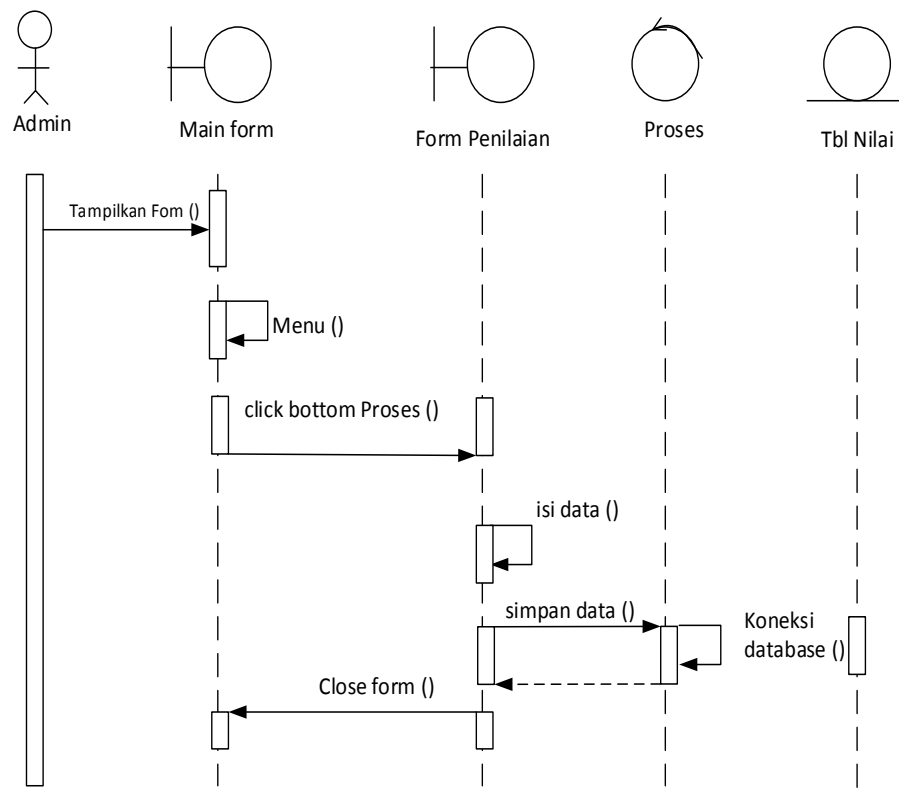 Admin
Main form
Form Penilaian
Proses
Tbl Nilai
Tampilkan Fom ()
Menu ()
click bottom Proses ()
isi data ()
simpan data ()
Koneksi
database ()
Close form ()